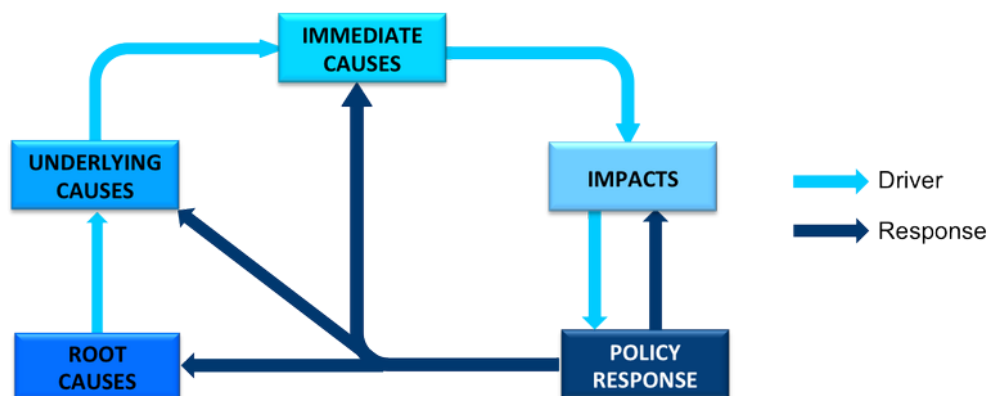 IMMEDIATE
CAUSES
UNDERLYING
CAUSES
IMPACTS
Driver
Response
ROOT
CAUSES
POLICY
RESPONSE